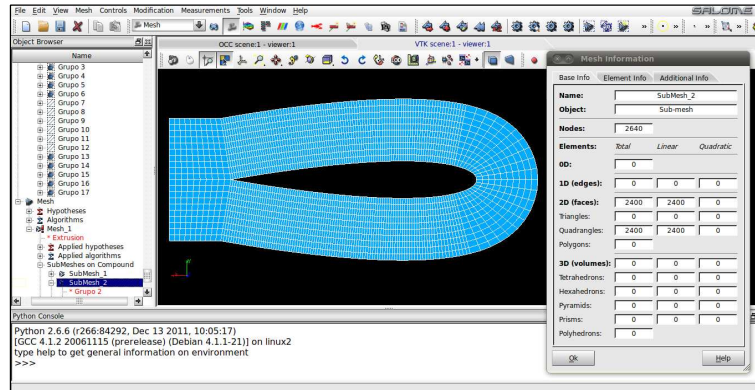 File Edit View Mesh Controls Modification Measurements Tools Window Help
SALOME
Mesh
Object Browser
Name
Grupo 3
Grupo 4
Grupo 5
Grupo 6
Grupo 7
Grupo 8
Grupo 9
Grupo 10
Grupo 11
Grupo 12
Grupo 13
Grupo 14
Grupo 15
Grupo 16
Grupo 17
Mesh
Hypotheses
Algorithms
Mesh_1
* Extrusion
Applied hypotheses
Applied algorithms
SubMeshes on Compound
SubMesh_1
SubMesh_2
* Grupo 2
OCC scene:1 - viewer:1
VTK scene:1 - viewer:1
Mesh Information
Base Info Element Info Additional Info
Name: SubMesh_2
Object: Sub-mesh
Nodes: 2640
Elements: Total Linear Quadratic
0D: 0
1D (edges): 0 0 0
2D (faces): 2400 2400 0
Triangles: 0 0 0
Quadrangles: 2400 2400 0
Polygons: 0
3D (volumes): 0 0 0
Tetrahedrons: 0 0 0
Hexahedrons: 0 0 0
Pyramids: 0 0 0
Prisms: 0 0 0
Polyhedrons: 0
Ok Help
Python Console
Python 2.6.6 (r266:84292, Dec 13 2011, 10:05:17)
[GCC 4.1.2 20061115 (prerelease) (Debian 4.1.1-21)] on linux2
type help to get general information on environment
>>>